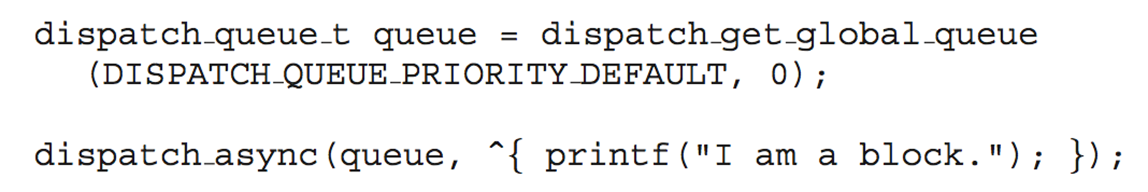 dispatch_queue_t queue = dispatch_get_global_queue
(DISPATCH_QUEUE_PRIORITY_DEFAULT, 0);
dispatch_async(queue, ^{ printf("I am a block."); });